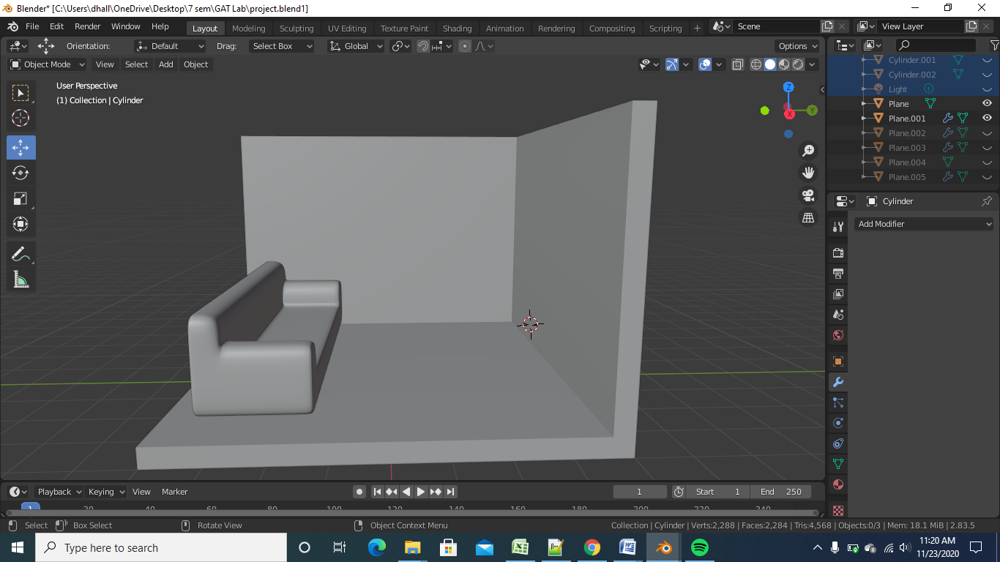 Blender* [C:\Users\dhall\OneDrive\Desktop\7 sem\GAT Lab\project.blend1]
File Edit Render Window Help Layout Modeling Sculpting UV Editing Texture Paint Shading Animation Rendering Compositing Scripting + Scene View Layer
Orientation: Default Drag: Select Box Global Options
Object Mode View Select Add Object
User Perspective
(1) Collection | Cylinder
Z
Y
X
Cylinder.001
Cylinder.002
Light
Plane
Plane.001
Plane.002
Plane.003
Plane.004
Plane.005
Cylinder
Add Modifier
Playback Keying View Marker 1 Start 1 End 250
1 20 40 60 80 100 120 140 160 180 200 220 240
Select Box Select Rotate View Object Context Menu Collection | Cylinder | Verts:2,288 | Faces:2,284 | Tris:4,568 | Objects:0/3 | Mem: 18.1 MiB | 2.83.5
Type here to search
11:20 AM
11/23/2020